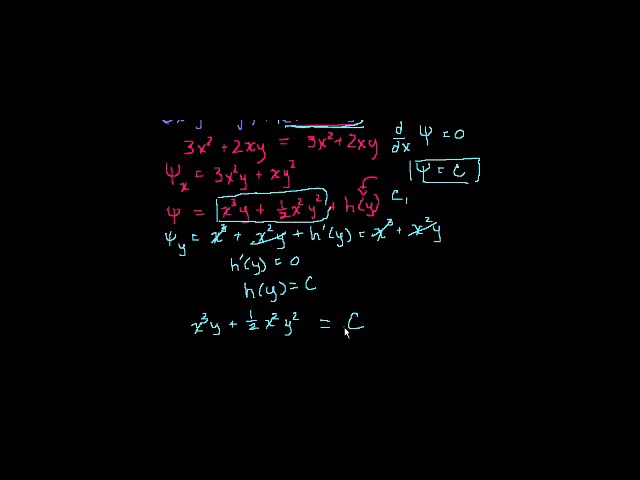 3x² + 2xy = 3x² + 2xy
d/dx Ψ = 0
Ψₓ = 3x²y + xy²
Ψ = C
Ψ = x³y + ½x²y² + h(y)
C₁
Ψy = x³ + x²y + h'(y) = x³ + x²y
h'(y) = 0
h(y) = C
x³y + ½x²y² = C